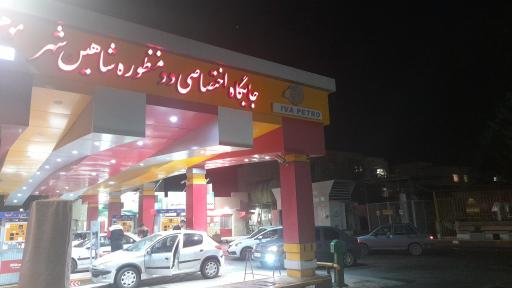 جایگاه اختصاصی دو منظوره شاهین شهر
IVA PETRO